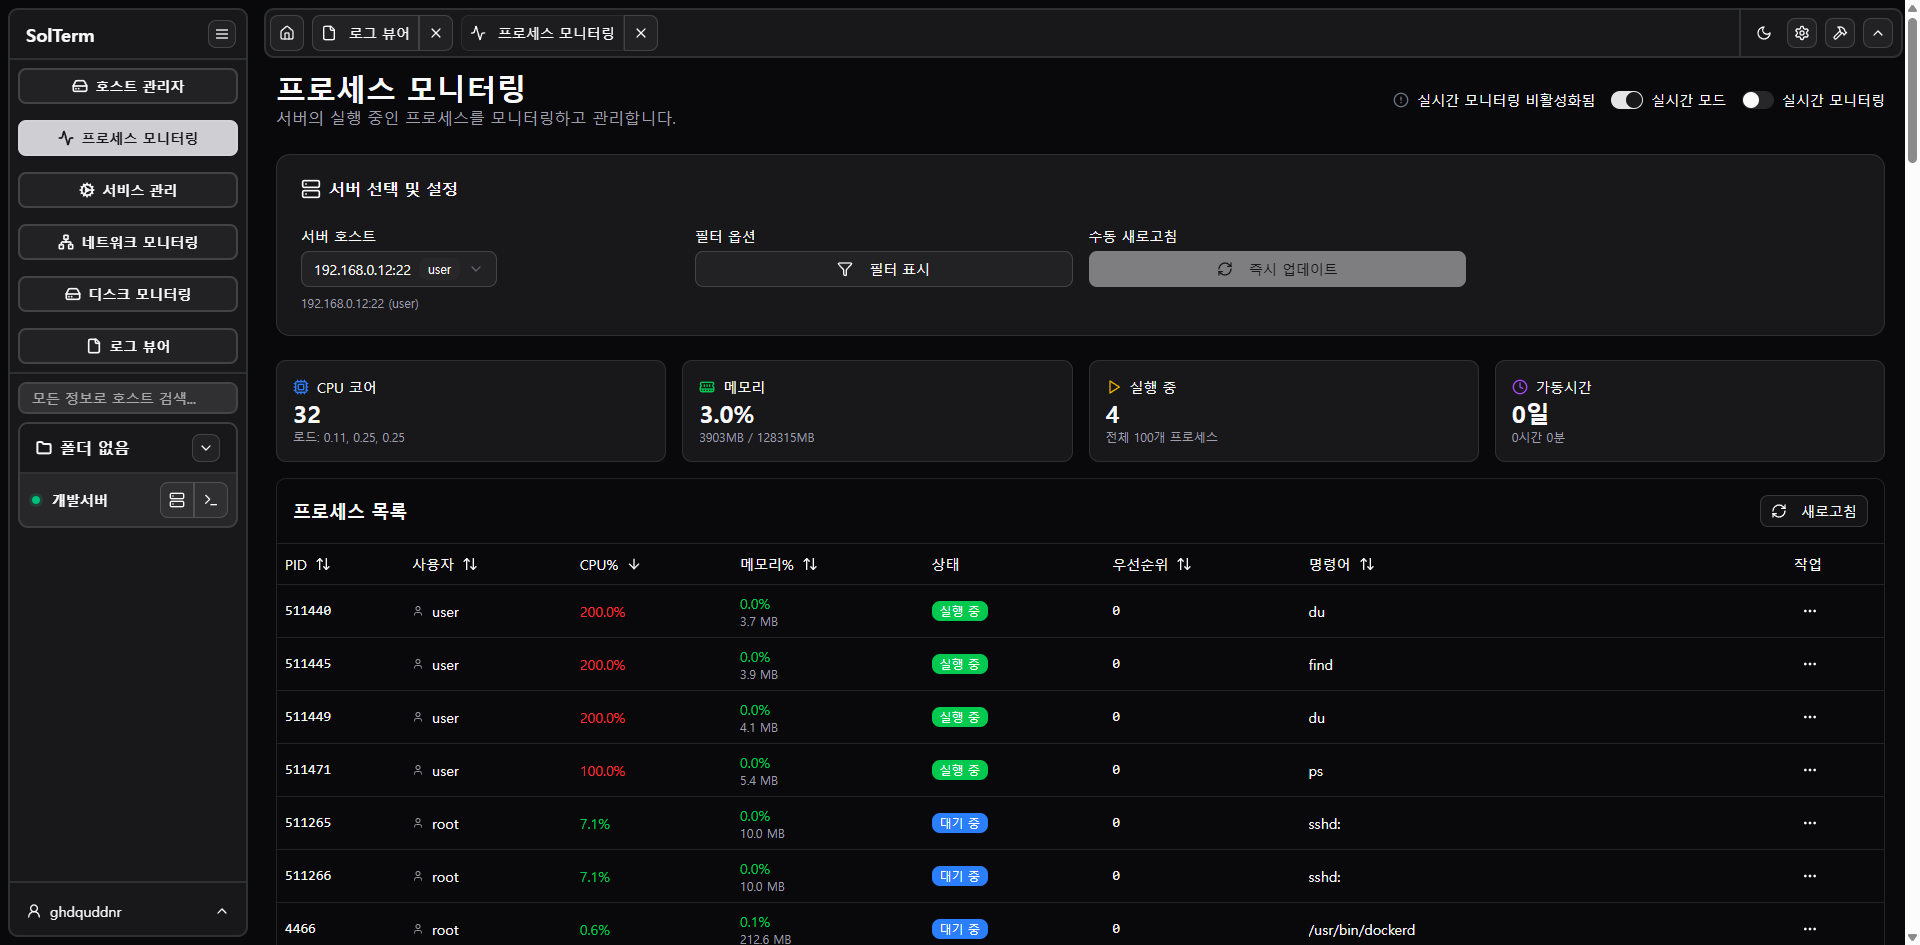 SolTerm
호스트 관리자
프로세스 모니터링
서비스 관리
네트워크 모니터링
디스크 모니터링
로그 뷰어
모든 정보로 호스트 검색...
폴더 없음
개발서버
ghdquddnr
로그 뷰어
프로세스 모니터링
프로세스 모니터링
서버의 실행 중인 프로세스를 모니터링하고 관리합니다.
실시간 모니터링 비활성화됨 실시간 모드 실시간 모니터링
서버 선택 및 설정
서버 호스트
192.168.0.12:22 user
192.168.0.12:22 (user)
필터 옵션
필터 표시
수동 새로고침
즉시 업데이트
CPU 코어
32
로드: 0.11, 0.25, 0.25
메모리
3.0%
3903MB / 128315MB
실행 중
4
전체 100개 프로세스
가동시간
0일
0시간 0분
프로세스 목록
새로고침
PID 사용자 CPU% 메모리% 상태 우선순위 명령어 작업
511440 user 200.0% 0.0% 실행 중 0 du
3.7 MB
511445 user 200.0% 0.0% 실행 중 0 find
3.9 MB
511449 user 200.0% 0.0% 실행 중 0 du
4.1 MB
511471 user 100.0% 0.0% 실행 중 0 ps
5.4 MB
511265 root 7.1% 0.0% 대기 중 0 sshd:
10.0 MB
511266 root 7.1% 0.0% 대기 중 0 sshd:
10.0 MB
4466 root 0.6% 0.1% 대기 중 0 /usr/bin/dockerd
212.6 MB